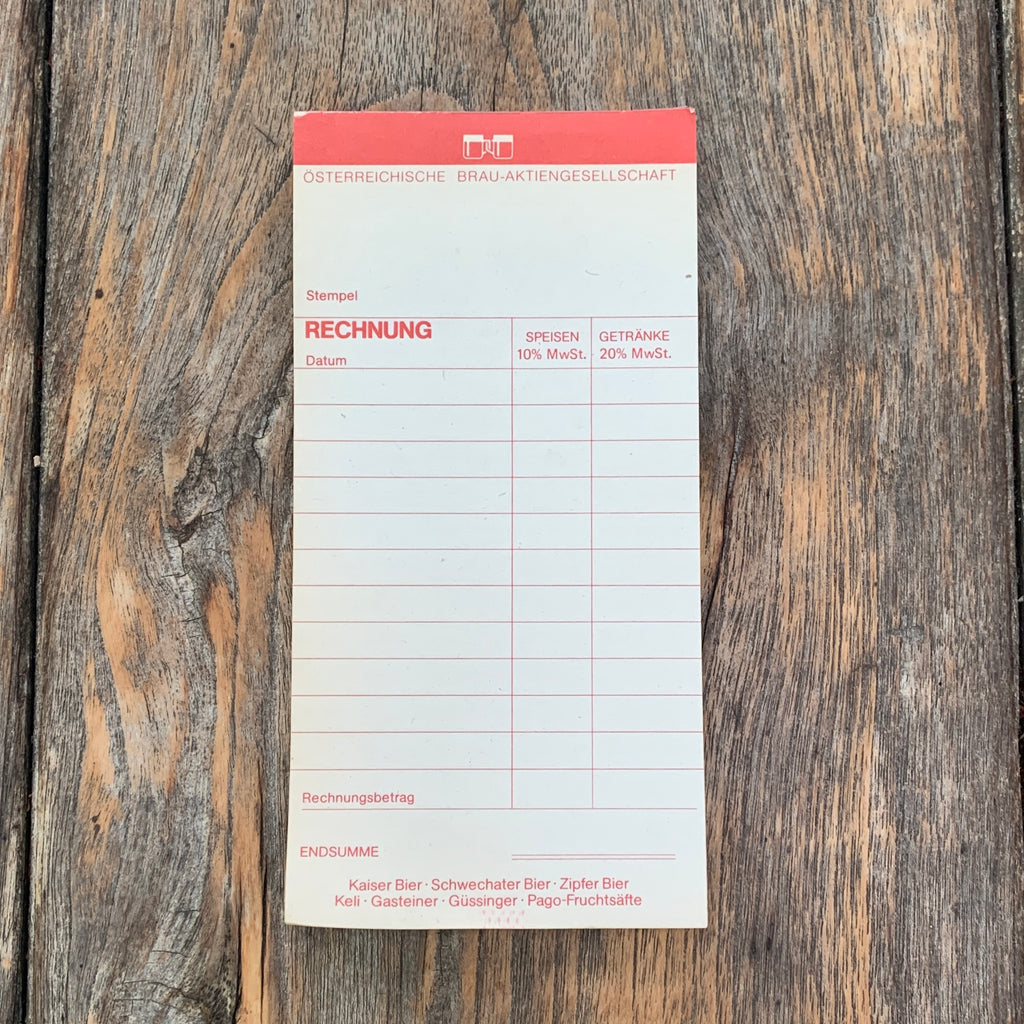 ÖSTERREICHISCHE BRAU-AKTIENGESELLSCHAFT
Stempel
RECHNUNG
Datum
SPEISEN
10% MwSt.
GETRÄNKE
20% MwSt.
Rechnungsbetrag
ENDSUMME
Kaiser Bier · Schwechater Bier · Zipfer Bier
Keli · Gasteiner · Güssinger · Pago-Fruchtsäfte